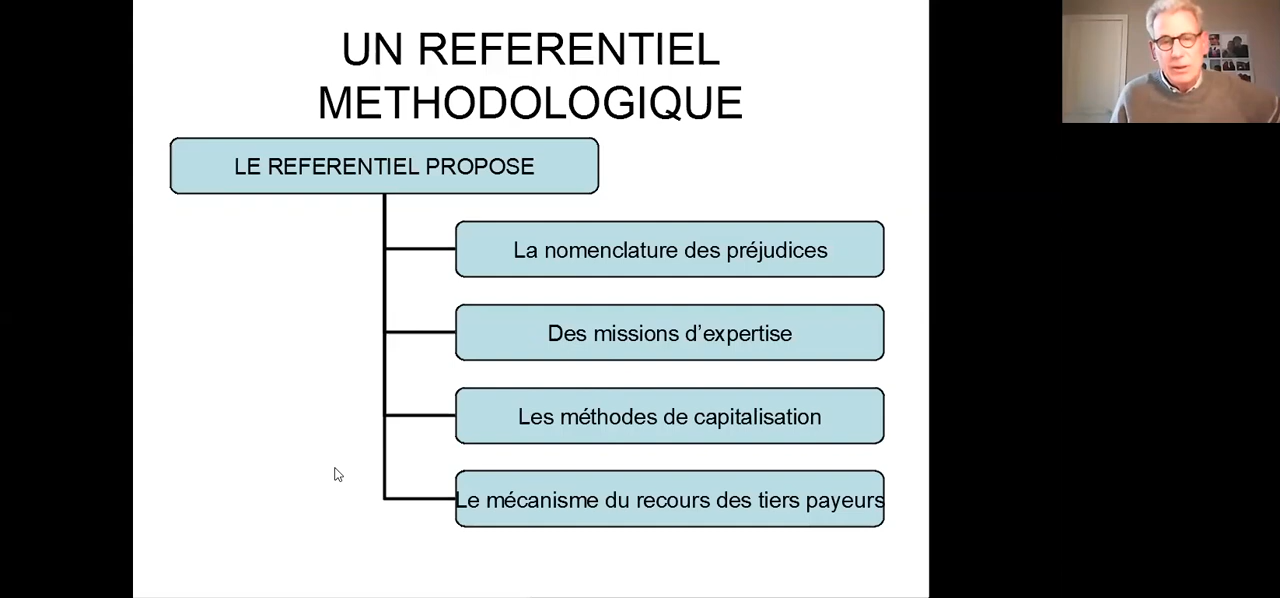 UN REFERENTIEL
METHODOLOGIQUE
LE REFERENTIEL PROPOSE
La nomenclature des préjudices
Des missions d'expertise
Les méthodes de capitalisation
Le mécanisme du recours des tiers payeurs